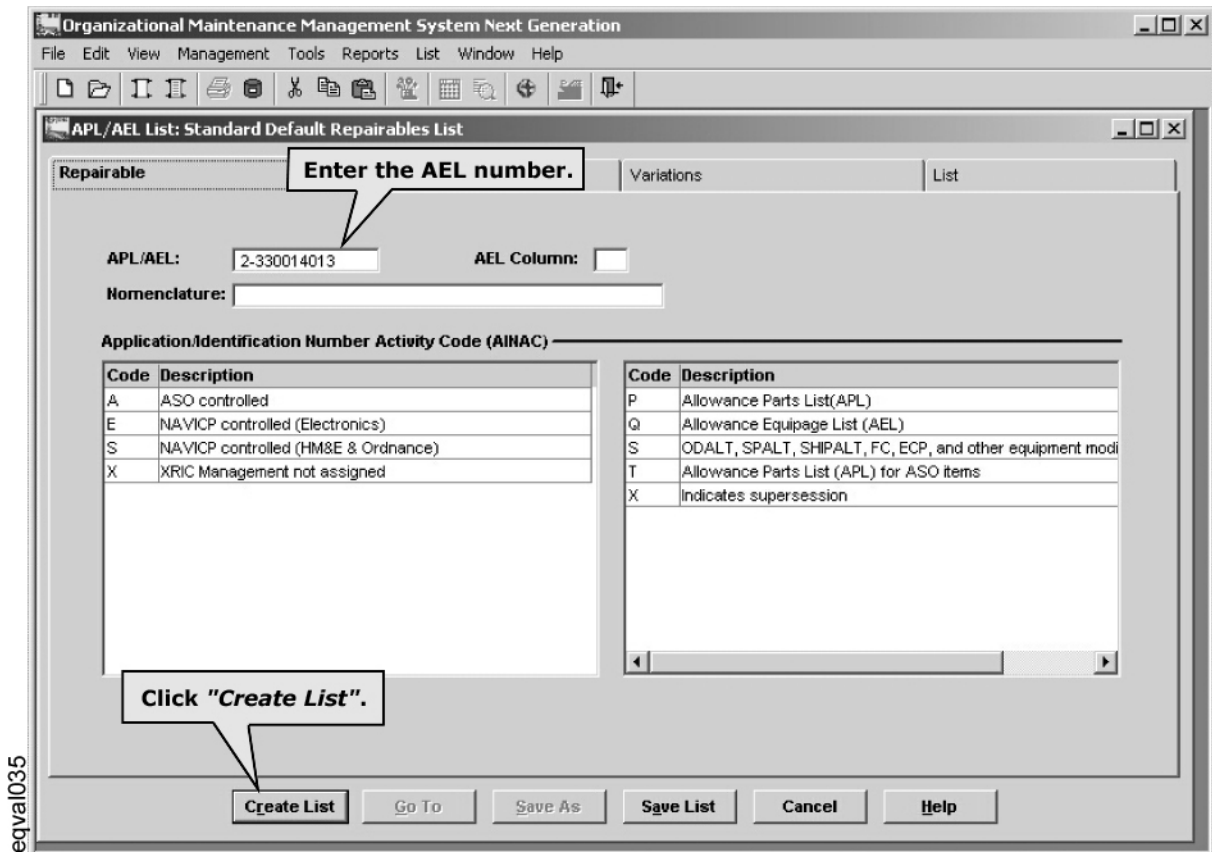 Organizational Maintenance Management System Next Generation
File Edit View Management Tools Reports List Window Help
APL/AEL List: Standard Default Repairables List
Repairable Variations List
Enter the AEL number.
APL/AEL: 2-330014013 AEL Column:
Nomenclature:
Application/Identification Number Activity Code (AINAC)
Code Description
A ASO controlled
E NAVICP controlled (Electronics)
S NAVICP controlled (HM&E & Ordnance)
X XRIC Management not assigned
Code Description
P Allowance Parts List(APL)
Q Allowance Equipage List (AEL)
S ODALT, SPALT, SHIPALT, FC, ECP, and other equipment modi
T Allowance Parts List (APL) for ASO items
X Indicates supersession
Click "Create List".
Create List Go To Save As Save List Cancel Help
eqval035